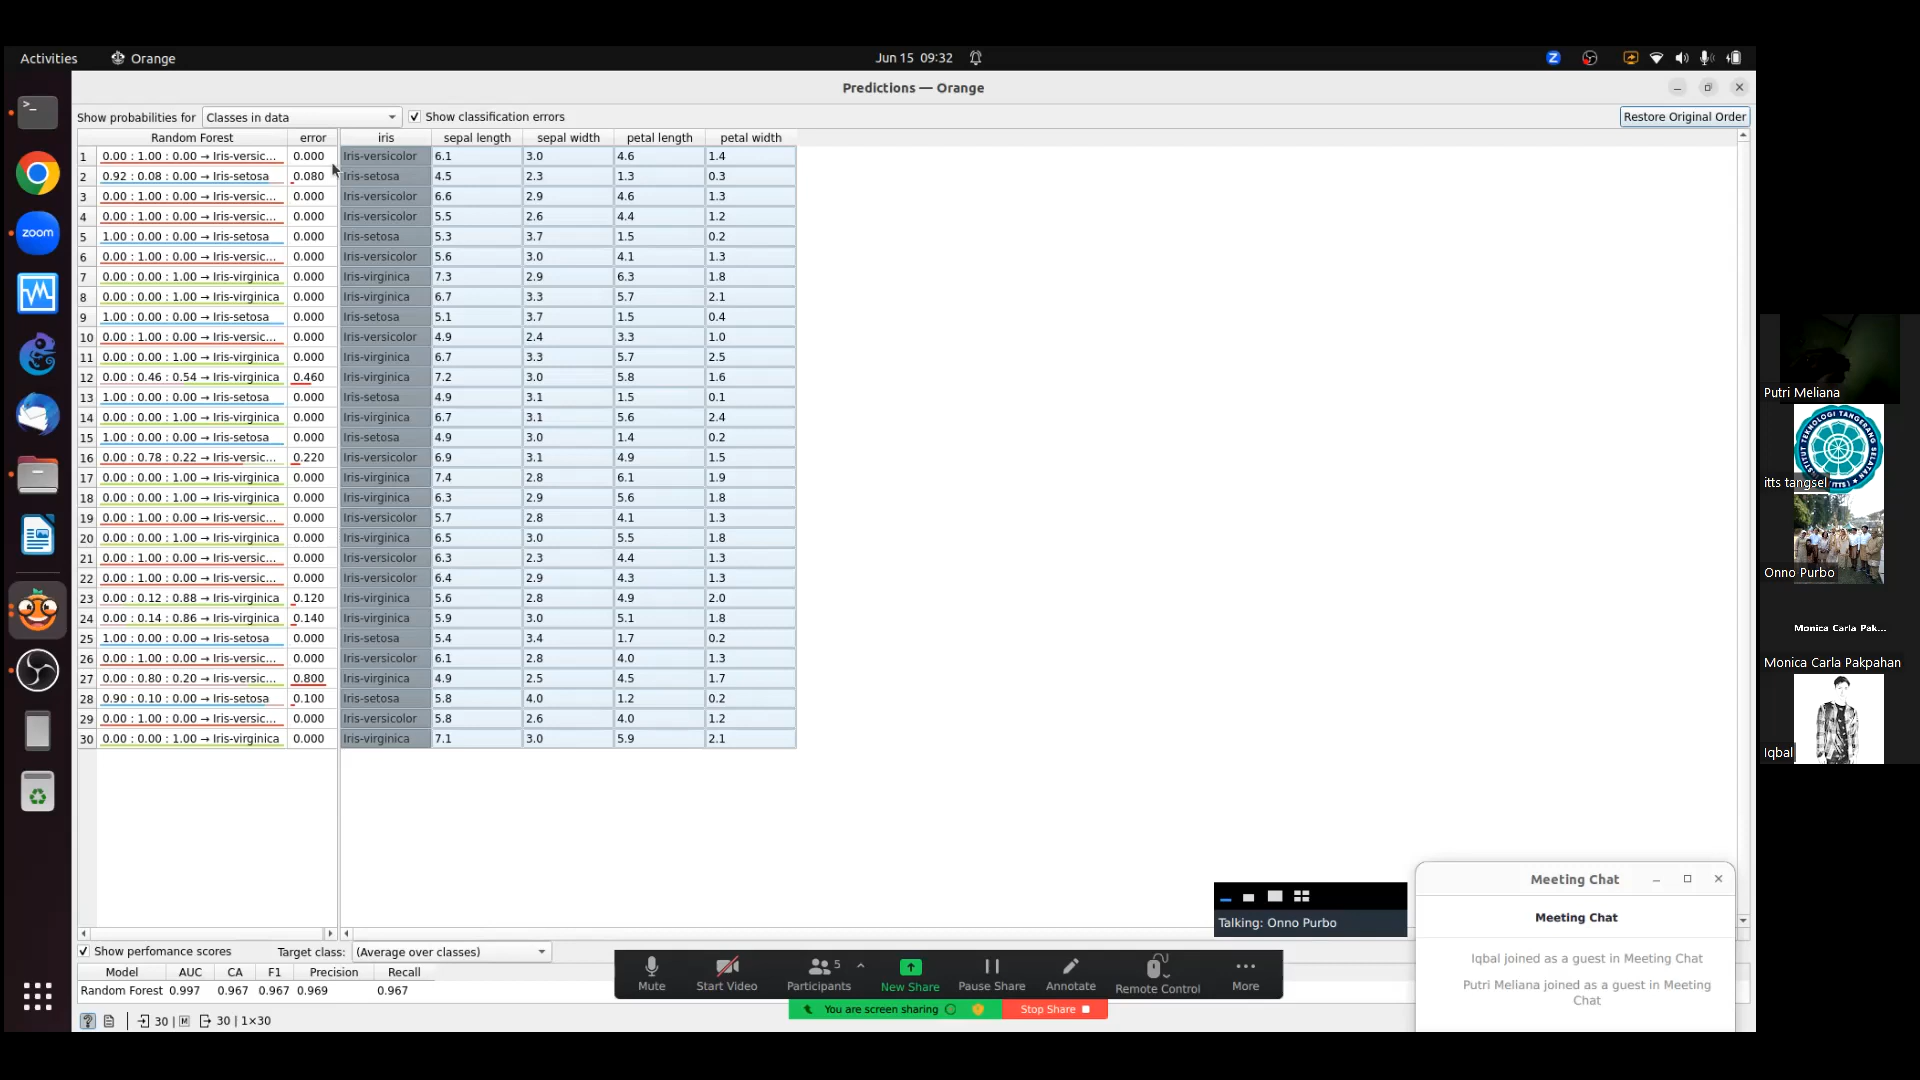 Activities Orange Jun 15 09:32
Predictions — Orange
Show probabilities for Classes in data Show classification errors Restore Original Order
Random Forest error iris sepal length sepal width petal length petal width
1 0.00 : 1.00 : 0.00 → Iris-versic... 0.000 Iris-versicolor 6.1 3.0 4.6 1.4
2 0.92 : 0.08 : 0.00 → Iris-setosa 0.080 Iris-setosa 4.5 2.3 1.3 0.3
3 0.00 : 1.00 : 0.00 → Iris-versic... 0.000 Iris-versicolor 6.6 2.9 4.6 1.3
4 0.00 : 1.00 : 0.00 → Iris-versic... 0.000 Iris-versicolor 5.5 2.6 4.4 1.2
5 1.00 : 0.00 : 0.00 → Iris-setosa 0.000 Iris-setosa 5.3 3.7 1.5 0.2
6 0.00 : 1.00 : 0.00 → Iris-versic... 0.000 Iris-versicolor 5.6 3.0 4.1 1.3
7 0.00 : 0.00 : 1.00 → Iris-virginica 0.000 Iris-virginica 7.3 2.9 6.3 1.8
8 0.00 : 0.00 : 1.00 → Iris-virginica 0.000 Iris-virginica 6.7 3.3 5.7 2.1
9 1.00 : 0.00 : 0.00 → Iris-setosa 0.000 Iris-setosa 5.1 3.7 1.5 0.4
10 0.00 : 1.00 : 0.00 → Iris-versic... 0.000 Iris-versicolor 4.9 2.4 3.3 1.0
11 0.00 : 0.00 : 1.00 → Iris-virginica 0.000 Iris-virginica 6.7 3.3 5.7 2.5
12 0.00 : 0.46 : 0.54 → Iris-virginica 0.460 Iris-virginica 7.2 3.0 5.8 1.6
13 1.00 : 0.00 : 0.00 → Iris-setosa 0.000 Iris-setosa 4.9 3.1 1.5 0.1
14 0.00 : 0.00 : 1.00 → Iris-virginica 0.000 Iris-virginica 6.7 3.1 5.6 2.4
15 1.00 : 0.00 : 0.00 → Iris-setosa 0.000 Iris-setosa 4.9 3.0 1.4 0.2
16 0.00 : 0.78 : 0.22 → Iris-versic... 0.220 Iris-versicolor 6.9 3.1 4.9 1.5
17 0.00 : 0.00 : 1.00 → Iris-virginica 0.000 Iris-virginica 7.4 2.8 6.1 1.9
18 0.00 : 0.00 : 1.00 → Iris-virginica 0.000 Iris-virginica 6.3 2.9 5.6 1.8
19 0.00 : 1.00 : 0.00 → Iris-versic... 0.000 Iris-versicolor 5.7 2.8 4.1 1.3
20 0.00 : 0.00 : 1.00 → Iris-virginica 0.000 Iris-virginica 6.5 3.0 5.5 1.8
21 0.00 : 1.00 : 0.00 → Iris-versic... 0.000 Iris-versicolor 6.3 2.3 4.4 1.3
22 0.00 : 1.00 : 0.00 → Iris-versic... 0.000 Iris-versicolor 6.4 2.9 4.3 1.3
23 0.00 : 0.12 : 0.88 → Iris-virginica 0.120 Iris-virginica 5.6 2.8 4.9 2.0
24 0.00 : 0.14 : 0.86 → Iris-virginica 0.140 Iris-virginica 5.9 3.0 5.1 1.8
25 1.00 : 0.00 : 0.00 → Iris-setosa 0.000 Iris-setosa 5.4 3.4 1.7 0.2
26 0.00 : 1.00 : 0.00 → Iris-versic... 0.000 Iris-versicolor 6.1 2.8 4.0 1.3
27 0.00 : 0.80 : 0.20 → Iris-versic... 0.800 Iris-virginica 4.9 2.5 4.5 1.7
28 0.90 : 0.10 : 0.00 → Iris-setosa 0.100 Iris-setosa 5.8 4.0 1.2 0.2
29 0.00 : 1.00 : 0.00 → Iris-versic... 0.000 Iris-versicolor 5.8 2.6 4.0 1.2
30 0.00 : 0.00 : 1.00 → Iris-virginica 0.000 Iris-virginica 7.1 3.0 5.9 2.1
Show perfomance scores Target class: (Average over classes)
Model AUC CA F1 Precision Recall
Random Forest 0.997 0.967 0.967 0.969 0.967
30 | M 30 | 1×30
zoom
Talking: Onno Purbo
Mute Start Video Participants 5 New Share Pause Share Annotate Remote Control More
You are screen sharing Stop Share
Meeting Chat
Meeting Chat
Iqbal joined as a guest in Meeting Chat
Putri Meliana joined as a guest in Meeting
Chat
Putri Meliana
INSTITUT TEKNOLOGI TANGERANG SELATAN
itts tangsel
Onno Purbo
Monica Carla Pak...
Monica Carla Pakpahan
Iqbal